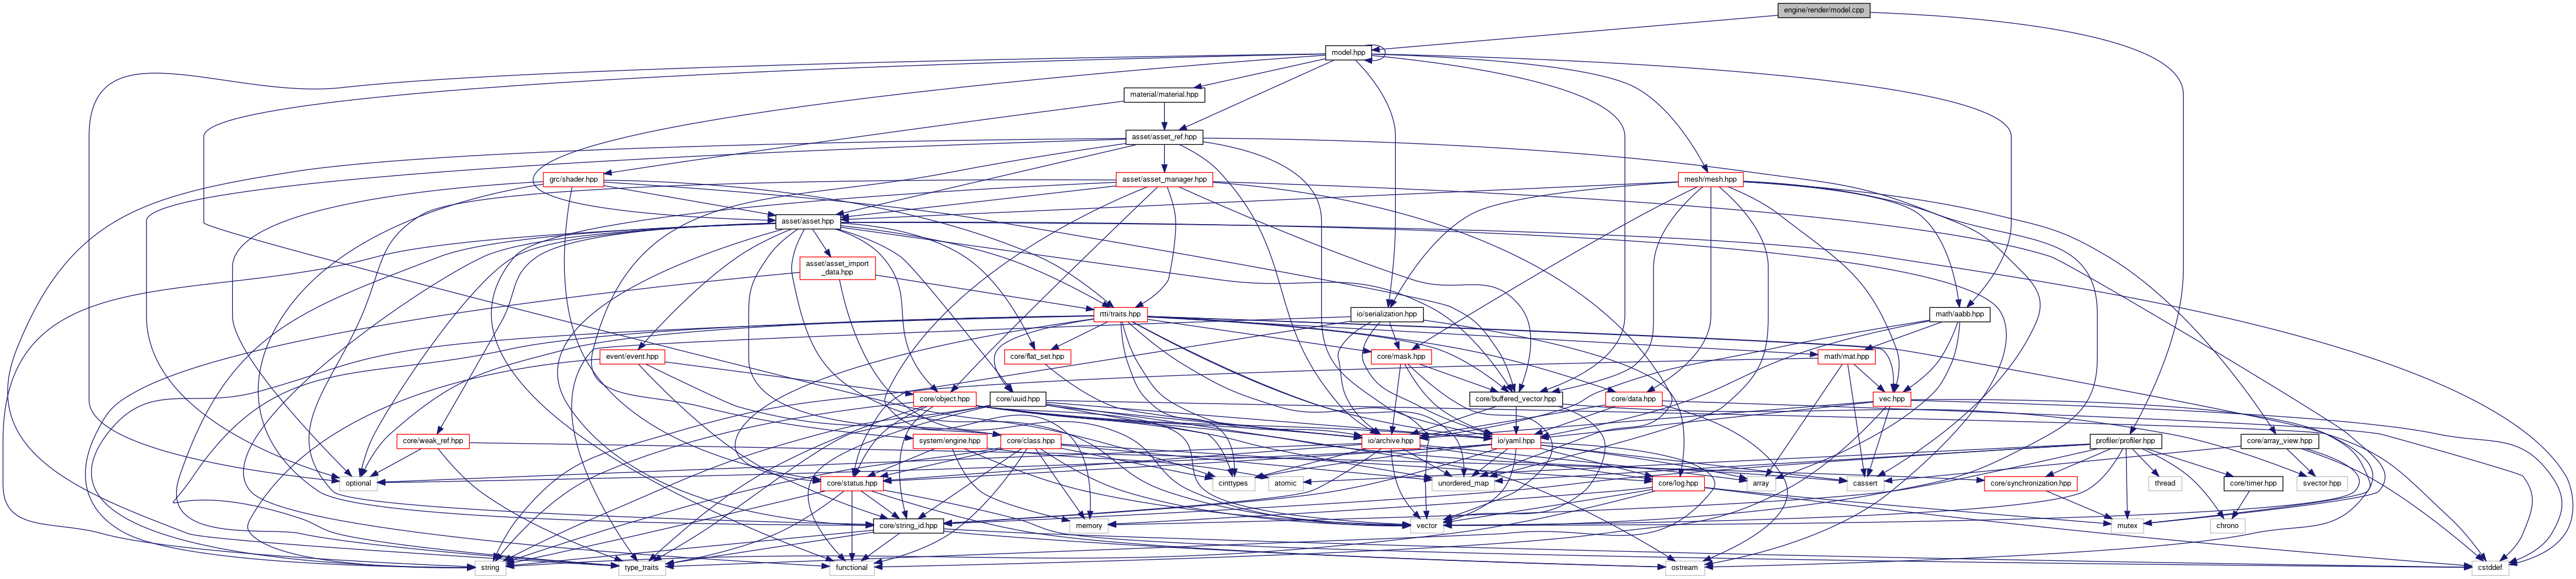 engine/render/model.cpp
model.hpp
material/material.hpp
asset/asset_ref.hpp
grc/shader.hpp
asset/asset_manager.hpp
mesh/mesh.hpp
asset/asset.hpp
asset/asset_import
_data.hpp
rtti/traits.hpp
io/serialization.hpp
math/aabb.hpp
event/event.hpp
core/flat_set.hpp
core/mask.hpp
math/mat.hpp
core/object.hpp
core/uuid.hpp
core/buffered_vector.hpp
core/data.hpp
vec.hpp
core/weak_ref.hpp
system/engine.hpp
core/class.hpp
io/archive.hpp
io/yaml.hpp
profiler/profiler.hpp
core/array_view.hpp
optional
core/status.hpp
cinttypes
atomic
unordered_map
core/log.hpp
array
cassert
core/synchronization.hpp
thread
core/timer.hpp
svector.hpp
core/string_id.hpp
memory
vector
mutex
chrono
string
type_traits
functional
ostream
cstddef